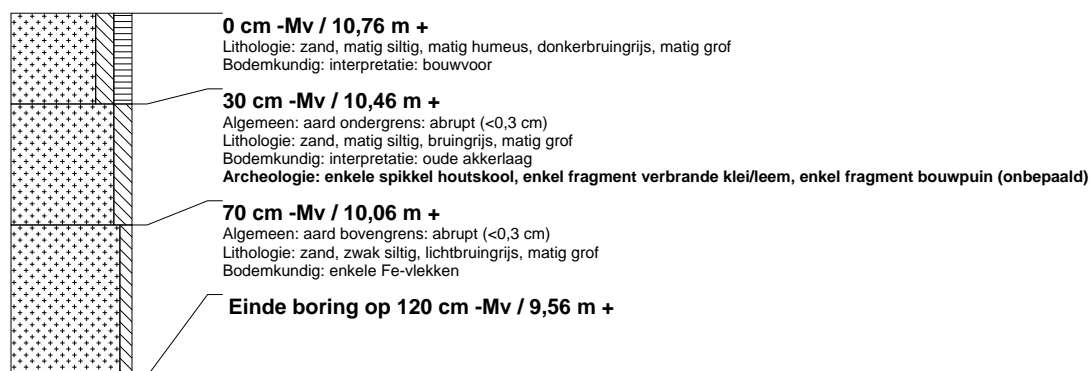 0 cm -Mv / 10,76 m +
Lithologie: zand, matig siltig, matig humeus, donkerbruingrijs, matig grof
Bodemkundig: interpretatie: bouwvoor
30 cm -Mv / 10,46 m +
Algemeen: aard ondergrens: abrupt (<0,3 cm)
Lithologie: zand, matig siltig, bruingrijs, matig grof
Bodemkundig: interpretatie: oude akkerlaag
Archeologie: enkele spikkel houtskool, enkel fragment verbrande klei/leem, enkel fragment bouwpuin (onbepaald)
70 cm -Mv / 10,06 m +
Algemeen: aard bovengrens: abrupt (<0,3 cm)
Lithologie: zand, zwak siltig, lichtbruingrijs, matig grof
Bodemkundig: enkele Fe-vlekken
Einde boring op 120 cm -Mv / 9,56 m +